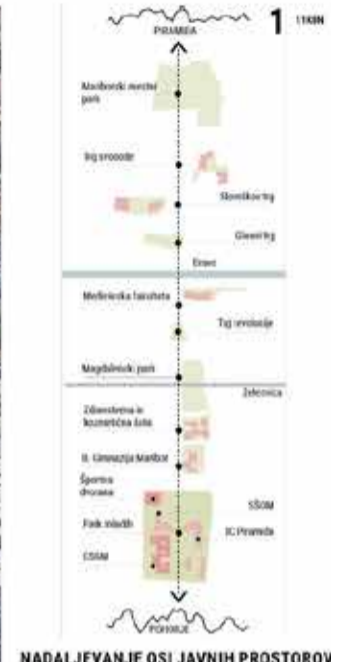 1
PIRAMIDA
Mariborski mestni
park
Trg svobode
Slomškov trg
Glavni trg
Drava
Medicinska fakulteta
Trg revolucije
Magdalenski park
Železnica
Zdravstvena in
kozmetična šola
II. Gimnazija Maribor
Športna
dvorana
SŠGM
Park mladih
IC Piramida
POHORJE
NADALJEVANJE OSI JAVNIH PROSTOROV